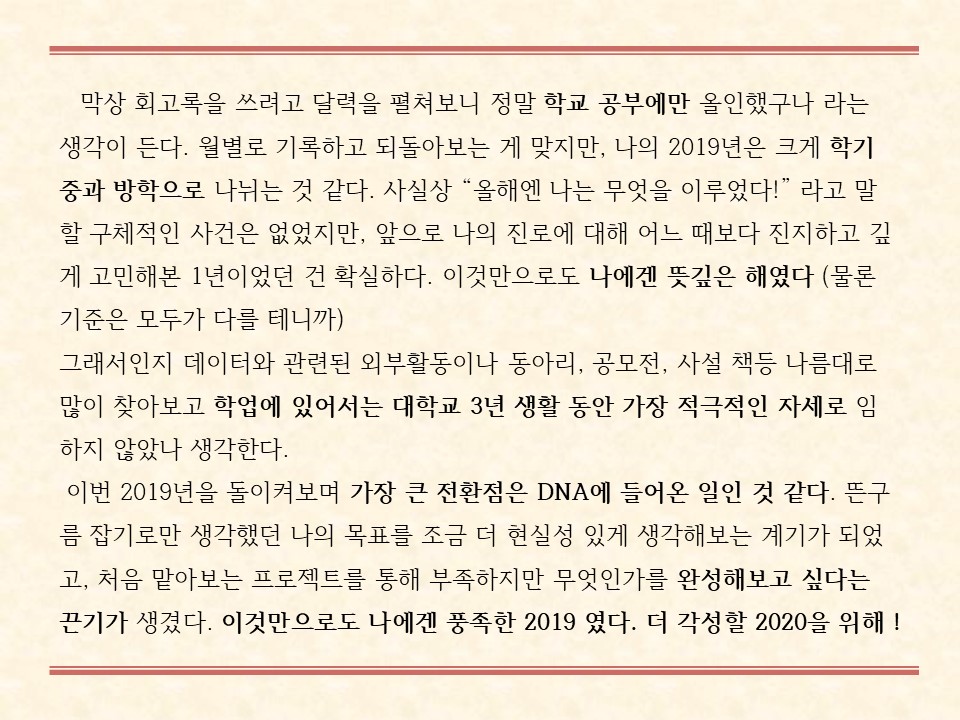 막상 회고록을 쓰려고 달력을 펼쳐보니 정말 학교 공부에만 올인했구나 라는
생각이 든다. 월별로 기록하고 되돌아보는 게 맞지만, 나의 2019년은 크게 학기
중과 방학으로 나뉘는 것 같다. 사실상 “올해엔 나는 무엇을 이루었다!” 라고 말
할 구체적인 사건은 없었지만, 앞으로 나의 진로에 대해 어느 때보다 진지하고 깊
게 고민해본 1년이었던 건 확실하다. 이것만으로도 나에겐 뜻깊은 해였다 (물론
기준은 모두가 다를 테니까)
그래서인지 데이터와 관련된 외부활동이나 동아리, 공모전, 사설 책등 나름대로
많이 찾아보고 학업에 있어서는 대학교 3년 생활 동안 가장 적극적인 자세로 임
하지 않았나 생각한다.
이번 2019년을 돌이켜보며 가장 큰 전환점은 DNA에 들어온 일인 것 같다. 뜬구
름 잡기로만 생각했던 나의 목표를 조금 더 현실성 있게 생각해보는 계기가 되었
고, 처음 맡아보는 프로젝트를 통해 부족하지만 무엇인가를 완성해보고 싶다는
끈기가 생겼다. 이것만으로도 나에겐 풍족한 2019 였다. 더 각성할 2020을 위해 !